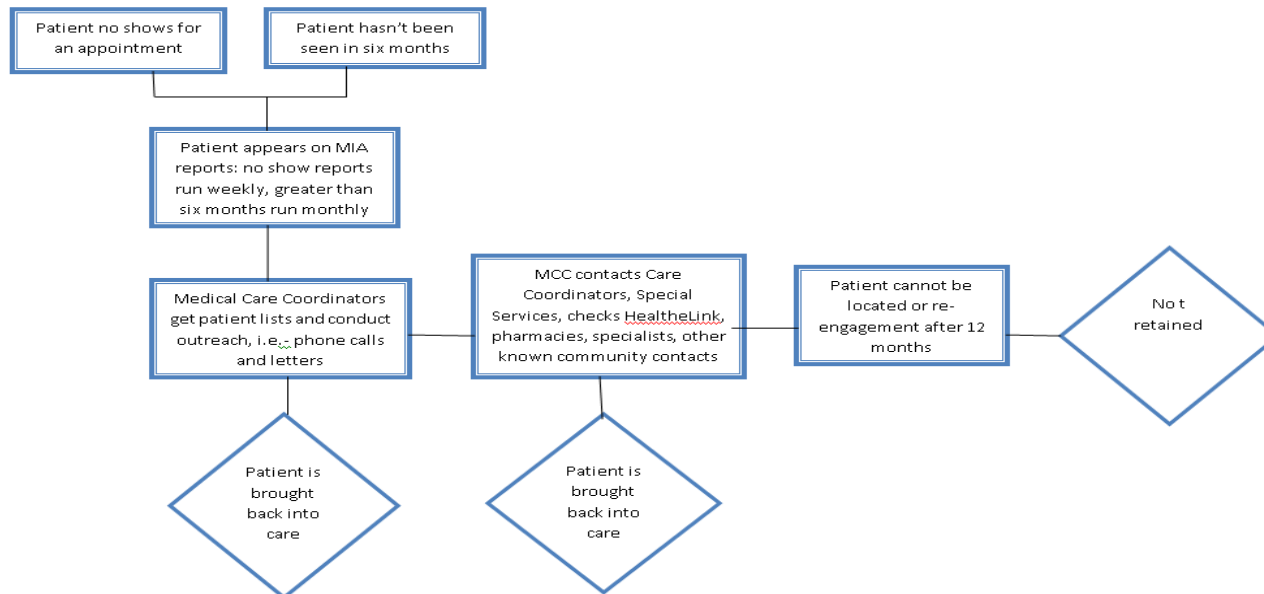 Patient no shows for
an appointment
Patient hasn’t been
seen in six months
Patient appears on MIA
reports: no show reports
run weekly, greater than
six months run monthly
Medical Care Coordinators
get patient lists and conduct
outreach, i.e.- phone calls
and letters
MCC contacts Care
Coordinators, Special
Services, checks HealtheLink,
pharmacies, specialists, other
known community contacts
Patient cannot be
located or re-
engagement after 12
months
No t
retained
Patient is
brought
back into
care
Patient is
brought
back into
care